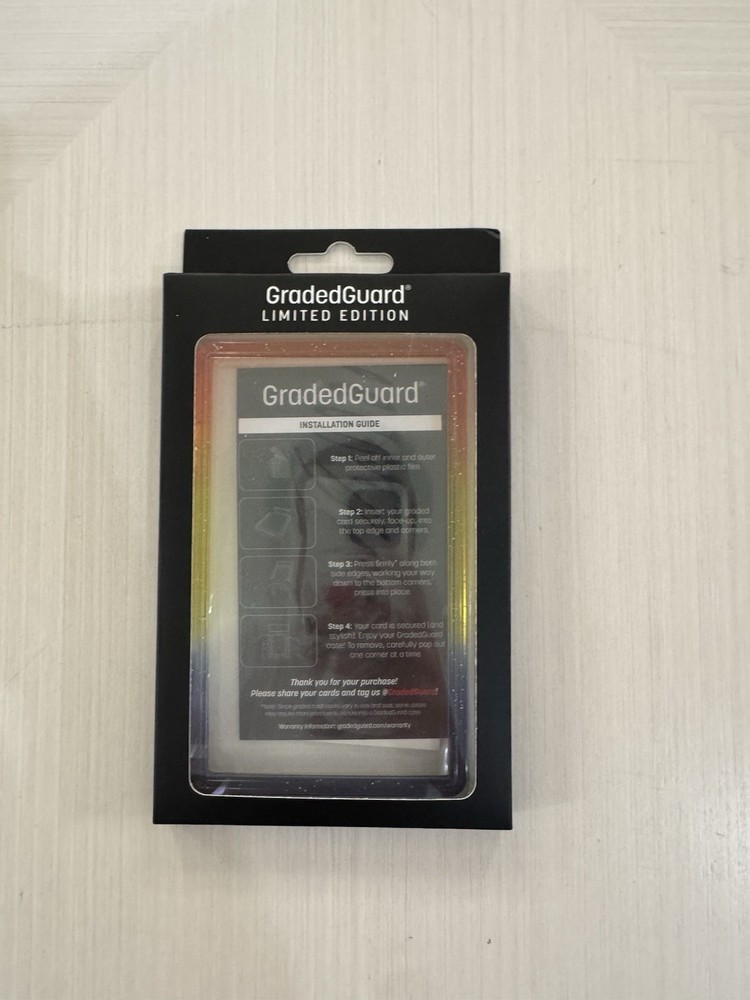 GradedGuard®
LIMITED EDITION
GradedGuard®
INSTALLATION GUIDE
Step 1: Peel off inner and outer
protective plastic film.
Step 2: Insert your graded
card securely, face-up, into
the top edge and corners.
Step 3: Press firmly* along both
side edges, working your way
down to the bottom corners,
press into place.
Step 4: Your card is secured (and
stylish)! Enjoy your GradedGuard
case! To remove, carefully pop out
one corner at a time.
Thank you for your purchase!
Please share your cards and tag us @GradedGuard!
Warranty Information: gradedguard.com/warranty